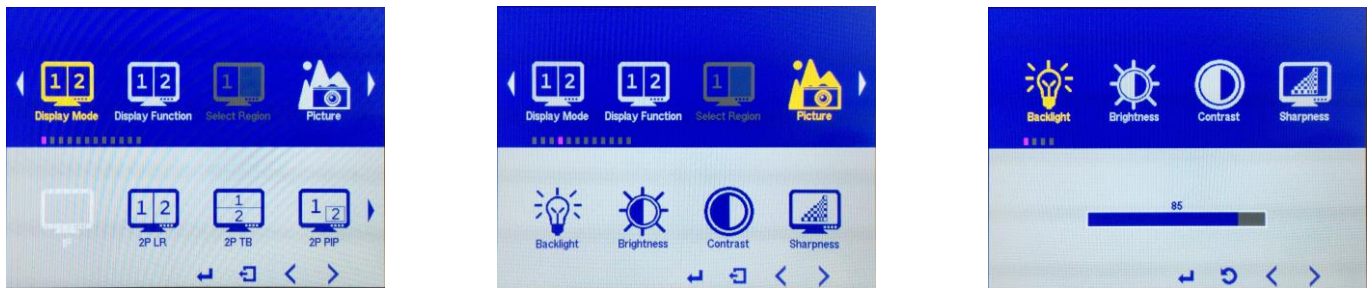 1 2 1 2 1
Display Mode Display Function Select Region Picture
1 2 1 2 1 2
2P LR 2P TB 2P PIP
1 2 1 2 1
Display Mode Display Function Select Region Picture
Backlight Brightness Contrast Sharpness
Backlight Brightness Contrast Sharpness
85